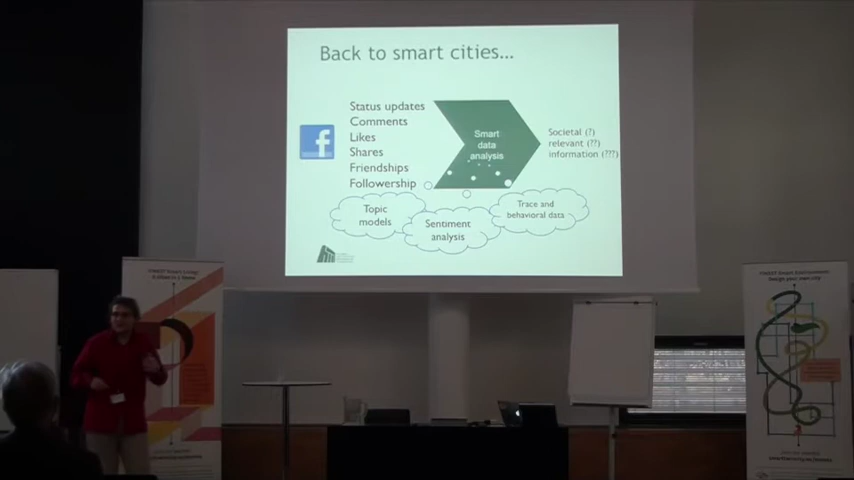 Back to smart cities...
Status updates
Comments
Likes
Shares
Friendships
Followership
Smart
data
analysis
Societal (?)
relevant (??)
information (???)
Topic
models
Sentiment
analysis
Trace and
behavioral data